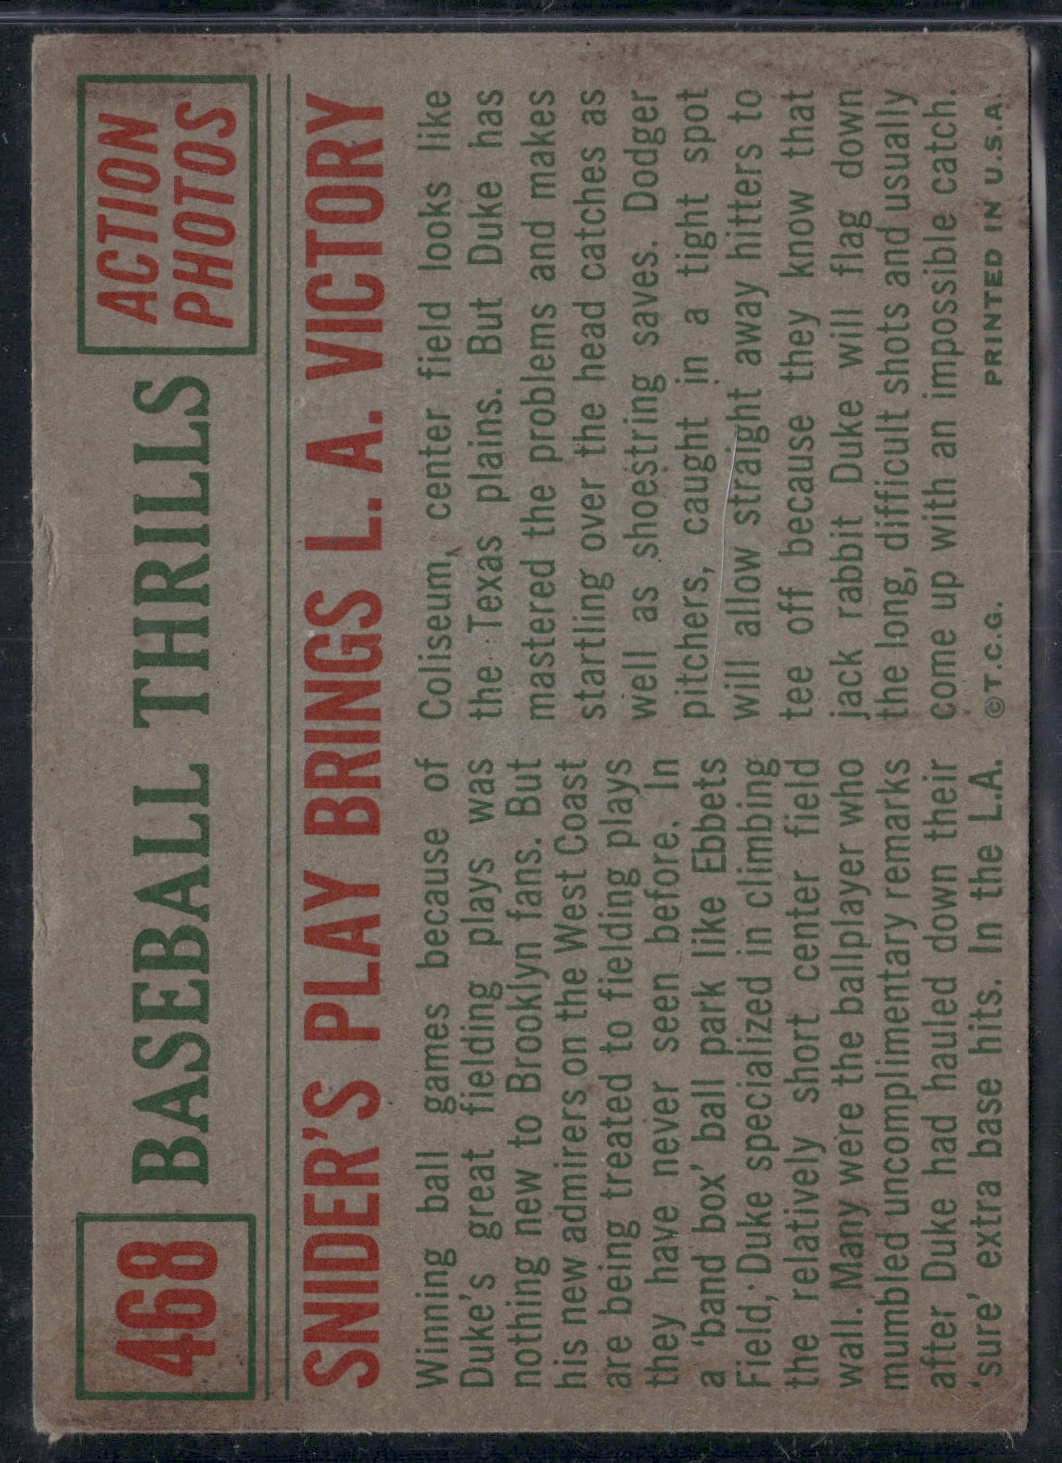 468
BASEBALL THRILLS
ACTION
PHOTOS
SNIDER'S PLAY BRINGS L. A. VICTORY
Winning ball games because of
Duke's great fielding plays was
nothing new to Brooklyn fans. But
his new admirers on the West Coast
are being treated to fielding plays
they have never seen before. In
a 'band box' ball park like Ebbets
Field, Duke specialized in climbing
the relatively short center field
wall. Many were the ballplayer who
mumbled uncomplimentary remarks
after Duke had hauled down their
'sure' extra base hits. In the L.A.
Coliseum, center field looks like
the Texas plains. But Duke has
mastered the problems and makes
startling over the head catches as
well as shoestring saves. Dodger
pitchers, caught in a tight spot
will allow straight away hitters to
tee off because they know that
jack rabbit Duke will flag down
the long, difficult shots and usually
come up with an impossible catch.
© T.C.G. PRINTED IN U.S.A.